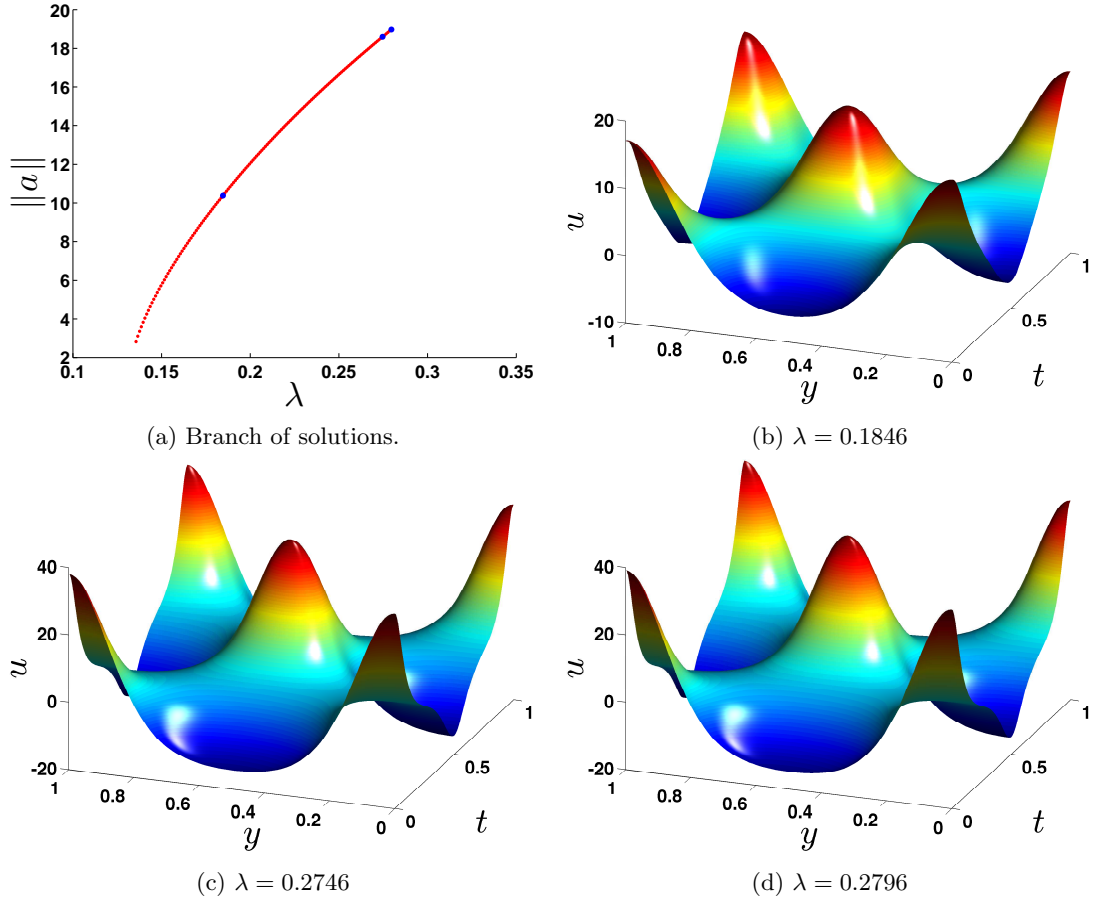 20
18
16
14
12
10
8
6
4
2
||a||
0.1 0.15 0.2 0.25 0.3 0.35
λ
(a) Branch of solutions.
20
10
0
-10
u
1 0.8 0.6 0.4 0.2 0
y
0 0.5 1
t
(b) λ = 0.1846
40
20
0
-20
u
1 0.8 0.6 0.4 0.2 0
y
0 0.5 1
t
(c) λ = 0.2746
40
20
0
-20
u
1 0.8 0.6 0.4 0.2 0
y
0 0.5 1
t
(d) λ = 0.2796